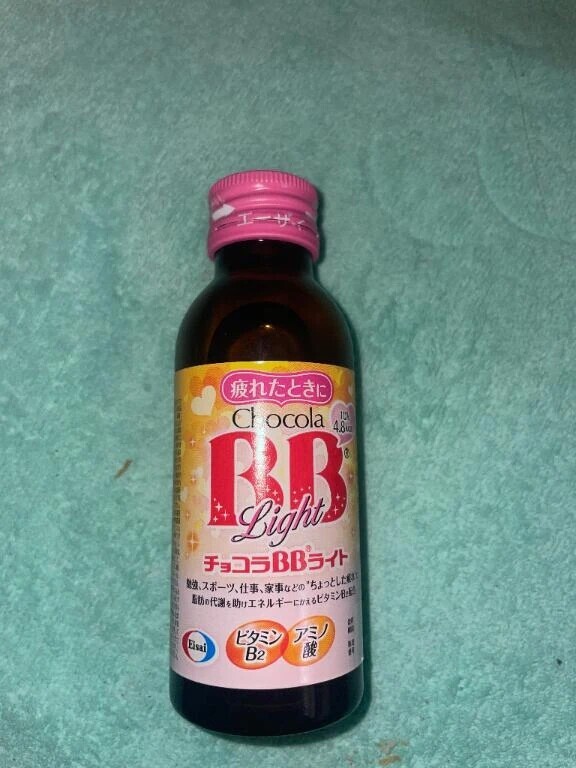 エーザイ
疲れたときに
Chocola
4.8kcal
BB®
Light
チョコラBB®ライト
勉強、スポーツ、仕事、家事などの"ちょっとした
脂肪の代謝を助けエネルギーにかえるビタミンB2配合
Eisai
ビタミン
B2
アミノ
酸